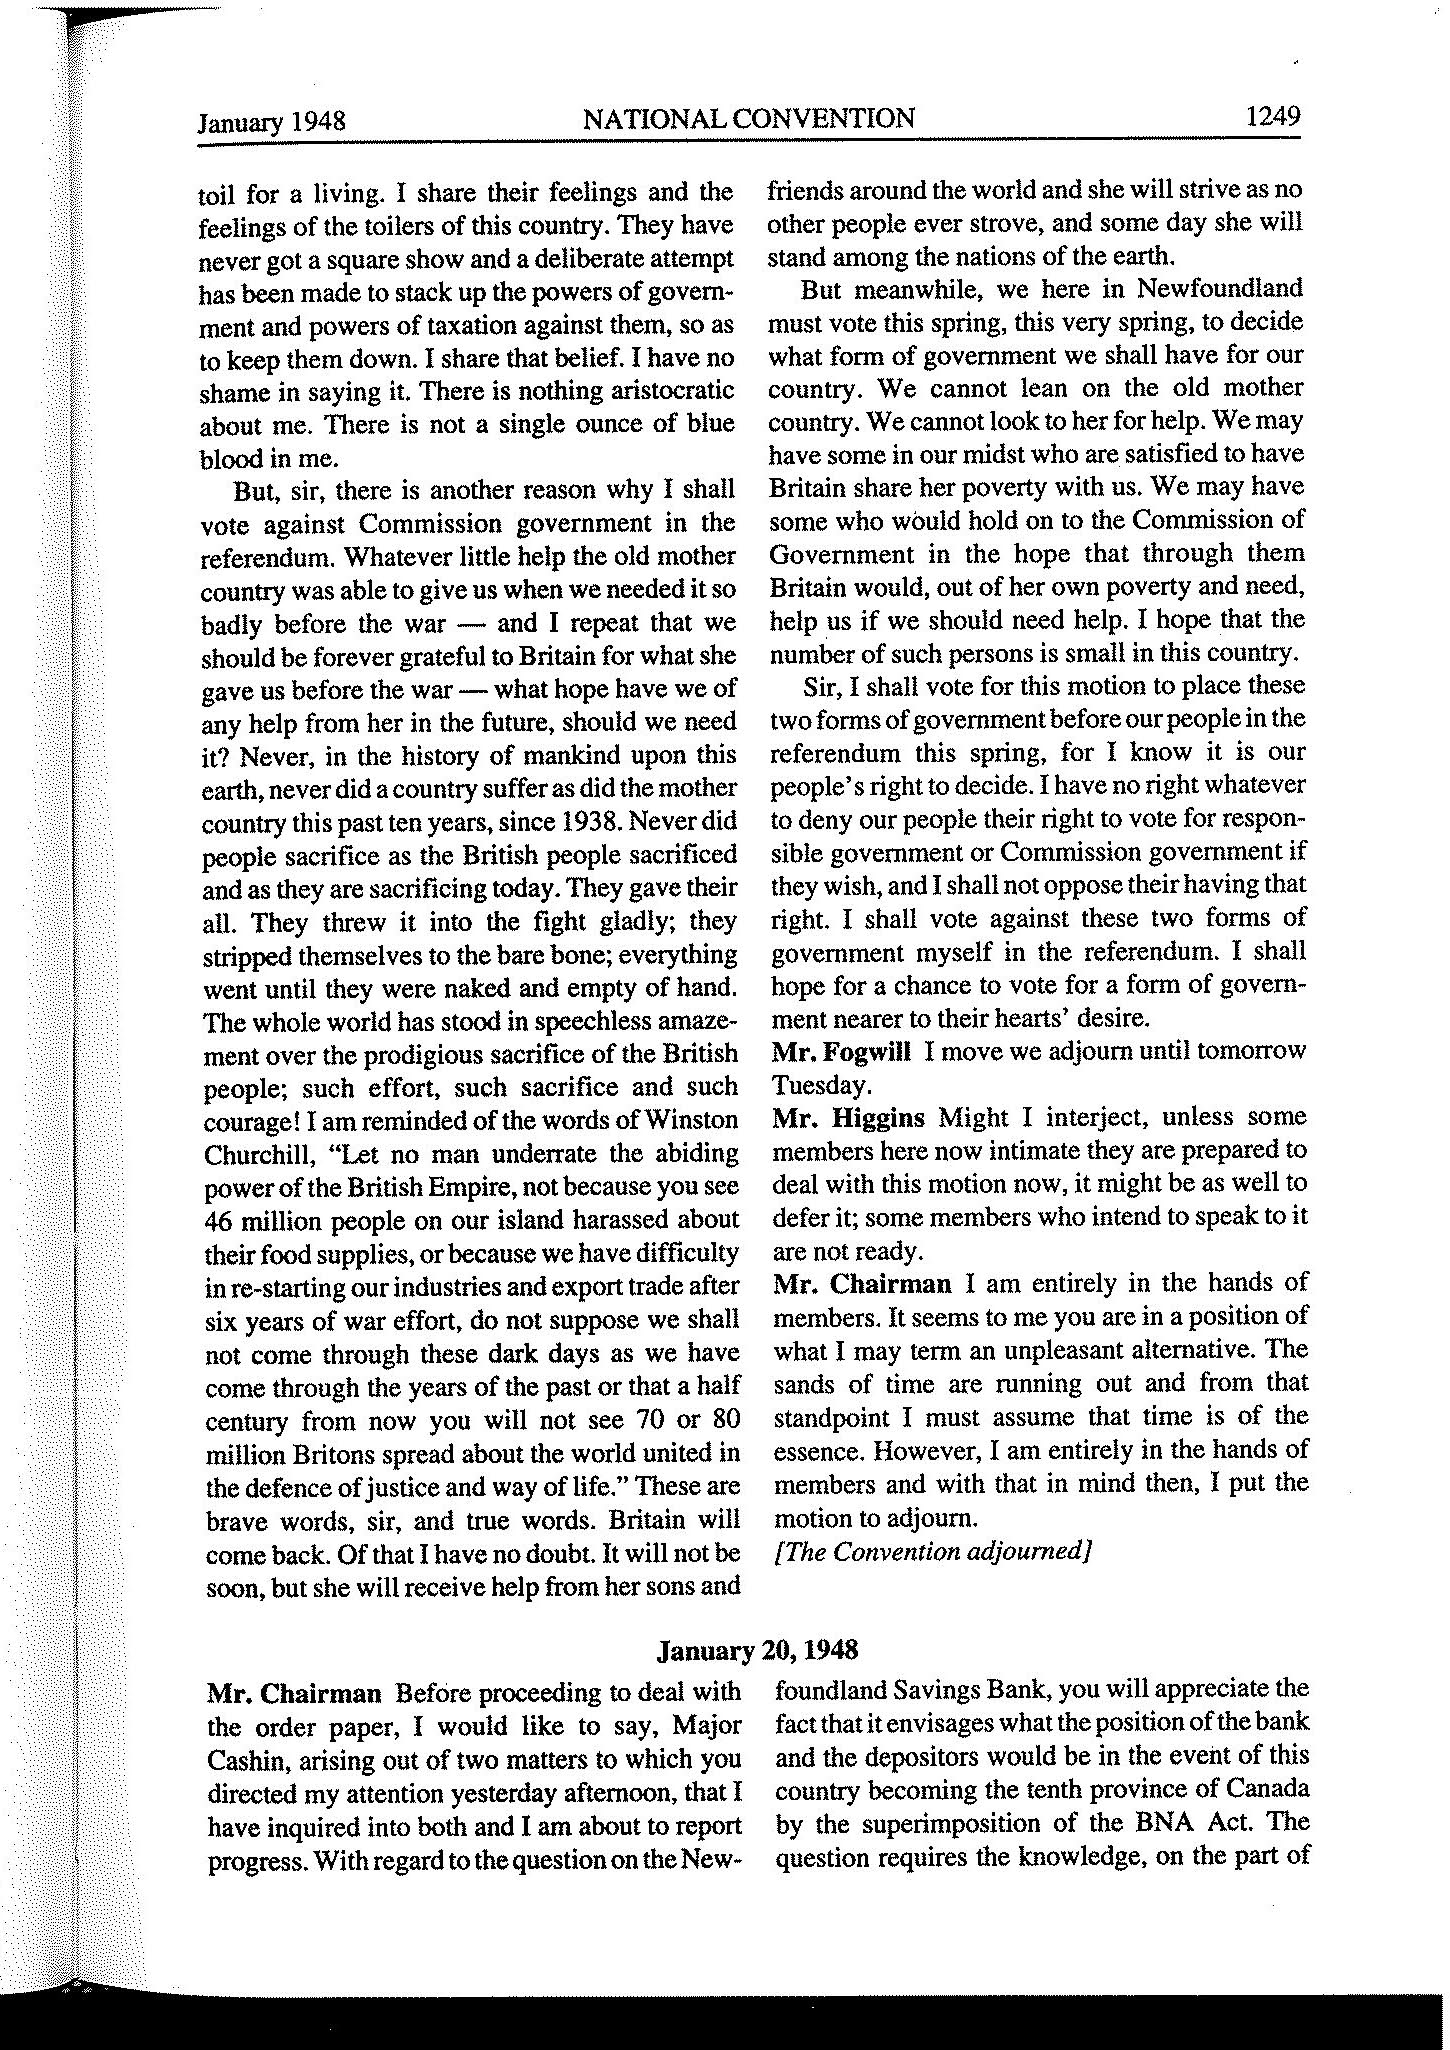 January 1948 NATIONAL CONVENTION 1249
toil for a living. I share their feelings and the
feelings of the toilers of this country. They have
never got a square show and a deliberate attempt
has been made to stack up the powers of govern-
ment and powers of taxation against them, so as
to keep them down. I share that belief. I have no
shame in saying it. There is nothing aristocratic
about me. There is not a single ounce of blue
blood in me.
But, sir, there is another reason why I shall
vote against Commission government in the
referendum. Whatever little help the old mother
country was able to give us when we needed it so
badly before the war — and I repeat that we
should be forever grateful to Britain for what she
gave us before the war — what hope have we of
any help from her in the future, should we need
it? Never, in the history of mankind upon this
earth, never did a country suffer as did the mother
country this past ten years, since 1938. Never did
people sacrifice as the British people sacrificed
and as they are sacrificing today. They gave their
all. They threw it into the fight gladly; they
stripped themselves to the bare bone; everything
went until they were naked and empty of hand.
The whole world has stood in speechless amaze-
ment over the prodigious sacrifice of the British
people; such effort, such sacrifice and such
courage! I am reminded of the words of Winston
Churchill, "Let no man underrate the abiding
power of the British Empire, not because you see
46 million people on our island harassed about
their food supplies, or because we have difficulty
in re-starting our industries and export trade after
six years of war effort, do not suppose we shall
not come through these dark days as we have
come through the years of the past or that a half
century from now you will not see 70 or 80
million Britons spread about the world united in
the defence of justice and way of life." These are
brave words, sir, and true words. Britain will
come back. Of that I have no doubt. It will not be
soon, but she will receive help from her sons and
friends around the world and she will strive as no
other people ever strove, and some day she will
stand among the nations of the earth.
But meanwhile, we here in Newfoundland
must vote this spring, this very spring, to decide
what form of government we shall have for our
country. We cannot lean on the old mother
country. We cannot look to her for help. We may
have some in our midst who are satisfied to have
Britain share her poverty with us. We may have
some who would hold on to the Commission of
Government in the hope that through them
Britain would, out of her own poverty and need,
help us if we should need help. I hope that the
number of such persons is small in this country.
Sir, I shall vote for this motion to place these
two forms of government before our people in the
referendum this spring, for I know it is our
people's right to decide. I have no right whatever
to deny our people their right to vote for respon-
sible government or Commission government if
they wish, and I shall not oppose their having that
right. I shall vote against these two forms of
government myself in the referendum. I shall
hope for a chance to vote for a form of govern-
ment nearer to their hearts' desire.
Mr. Fogwill I move we adjourn until tomorrow
Tuesday.
Mr. Higgins Might I interject, unless some
members here now intimate they are prepared to
deal with this motion now, it might be as well to
defer it; some members who intend to speak to it
are not ready.
Mr. Chairman I am entirely in the hands of
members. It seems to me you are in a position of
what I may term an unpleasant alternative. The
sands of time are running out and from that
standpoint I must assume that time is of the
essence. However, I am entirely in the hands of
members and with that in mind then, I put the
motion to adjourn.
[The Convention adjourned]
January 20, 1948
Mr. Chairman Before proceeding to deal with
the order paper, I would like to say, Major
Cashin, arising out of two matters to which you
directed my attention yesterday afternoon, that I
have inquired into both and I am about to report
progress. With regard to the question on the New-
foundland Savings Bank, you will appreciate the
fact that it envisages what the position of the bank
and the depositors would be in the event of this
country becoming the tenth province of Canada
by the superimposition of the BNA Act. The
question requires the knowledge, on the part of